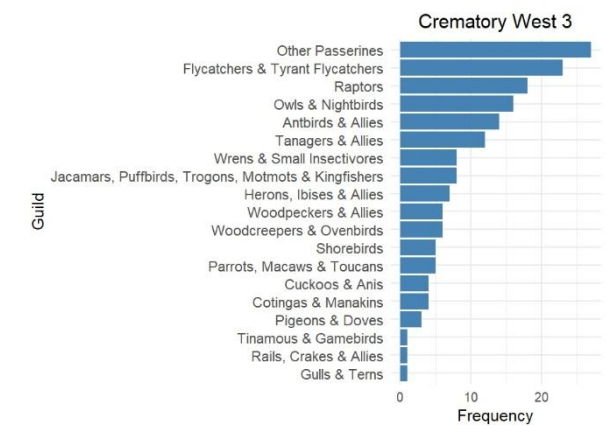 Crematory West 3
Other Passerines
Flycatchers & Tyrant Flycatchers
Raptors
Owls & Nightbirds
Antbirds & Allies
Tanagers & Allies
Wrens & Small Insectivores
Jacamars, Puffbirds, Trogons, Motmots & Kingfishers
Herons, Ibises & Allies
Woodpeckers & Allies
Woodcreepers & Ovenbirds
Shorebirds
Parrots, Macaws & Toucans
Cuckoos & Anis
Cotingas & Manakins
Pigeons & Doves
Tinamous & Gamebirds
Rails, Crakes & Allies
Gulls & Terns
Guild
0 10 20
Frequency